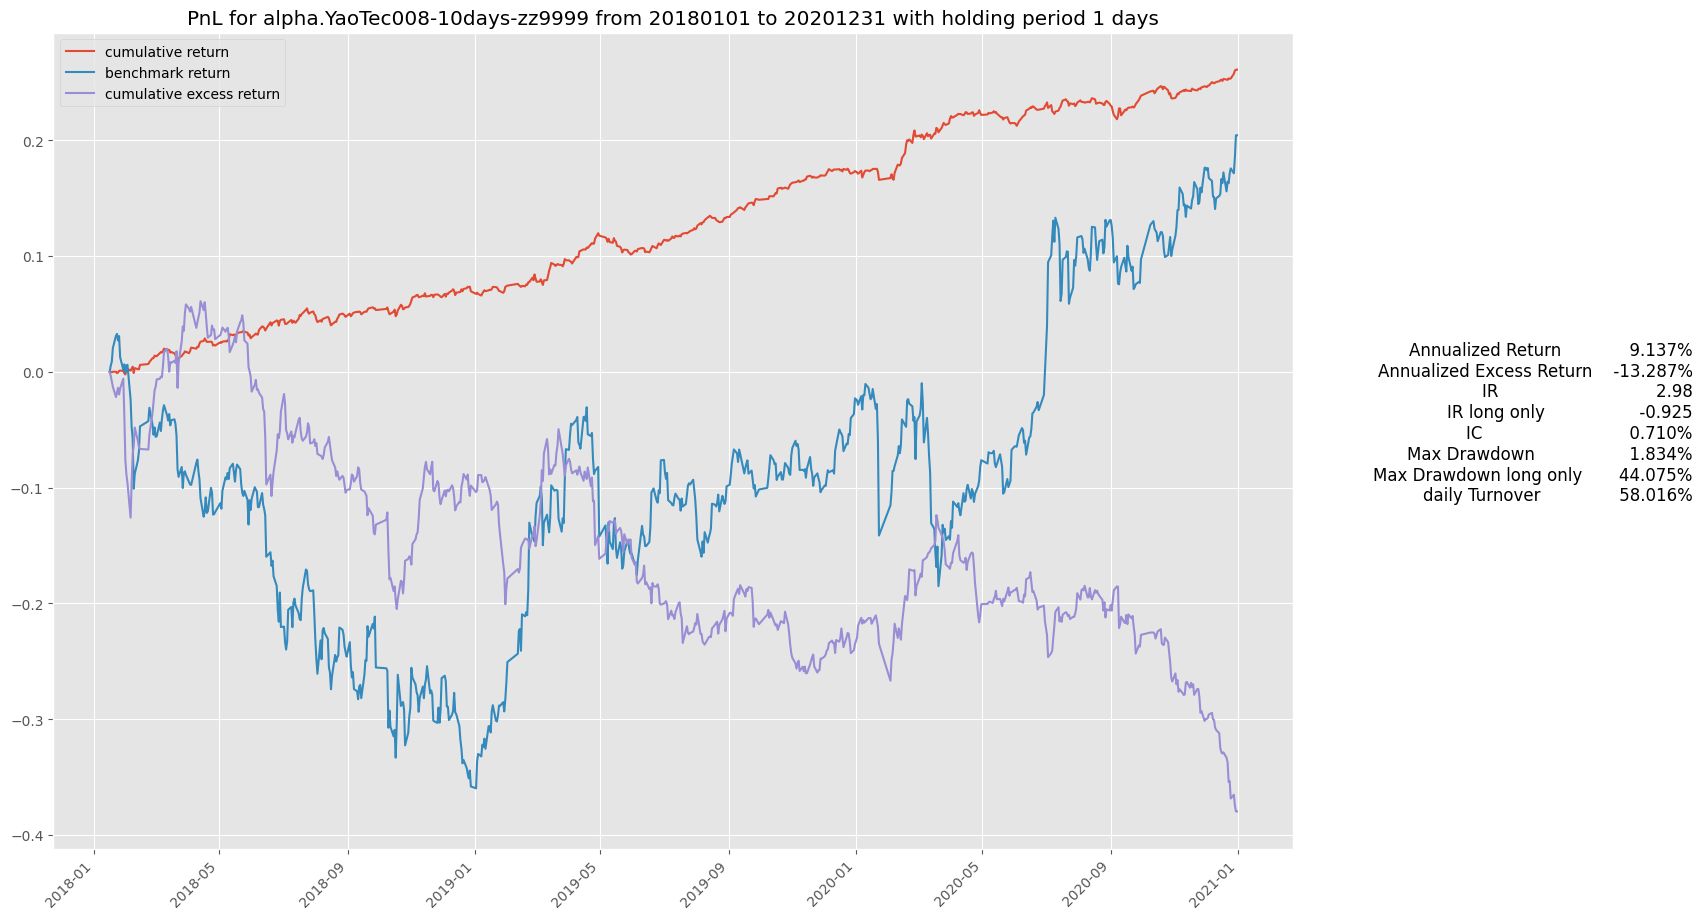 PnL for alpha.YaoTec008-10days-zz9999 from 20180101 to 20201231 with holding period 1 days
cumulative return
benchmark return
cumulative excess return
0.2
0.1
0.0
−0.1
−0.2
−0.3
−0.4
2018-01
2018-05
2018-09
2019-01
2019-05
2019-09
2020-01
2020-05
2020-09
2021-01
Annualized Return 9.137%
Annualized Excess Return -13.287%
IR 2.98
IR long only -0.925
IC 0.710%
Max Drawdown 1.834%
Max Drawdown long only 44.075%
daily Turnover 58.016%